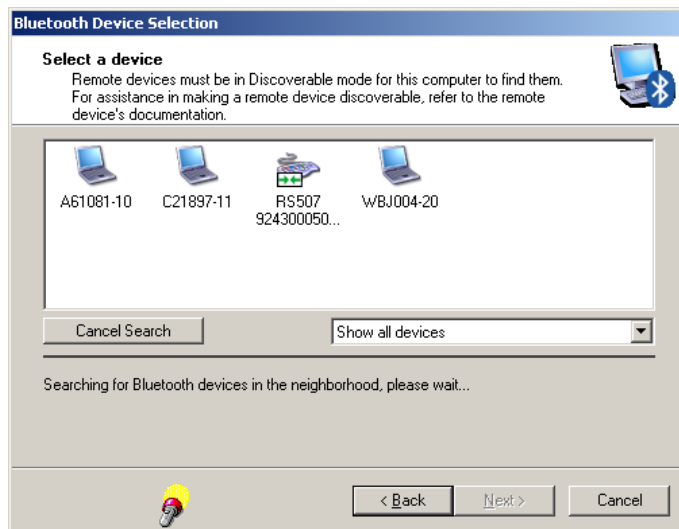 Bluetooth Device Selection
Select a device
Remote devices must be in Discoverable mode for this computer to find them.
For assistance in making a remote device discoverable, refer to the remote
device's documentation.
A61081-10 C21897-11 RS507 WBJ004-20
924300050...
Cancel Search Show all devices
Searching for Bluetooth devices in the neighborhood, please wait...
< Back Next > Cancel